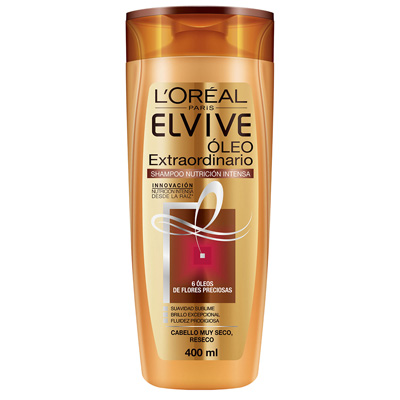 L'ORÉAL
PARIS
ELVIVE
ÓLEO
Extraordinario
SHAMPOO NUTRICIÓN INTENSA
INNOVACIÓN
NUTRICIÓN INTENSA
DESDE LA RAÍZ*
6 ÓLEOS
DE FLORES PRECIOSAS
SUAVIDAD SUBLIME
BRILLO EXCEPCIONAL
FLUIDEZ PRODIGIOSA
CABELLO MUY SECO,
RESECO
400 ml